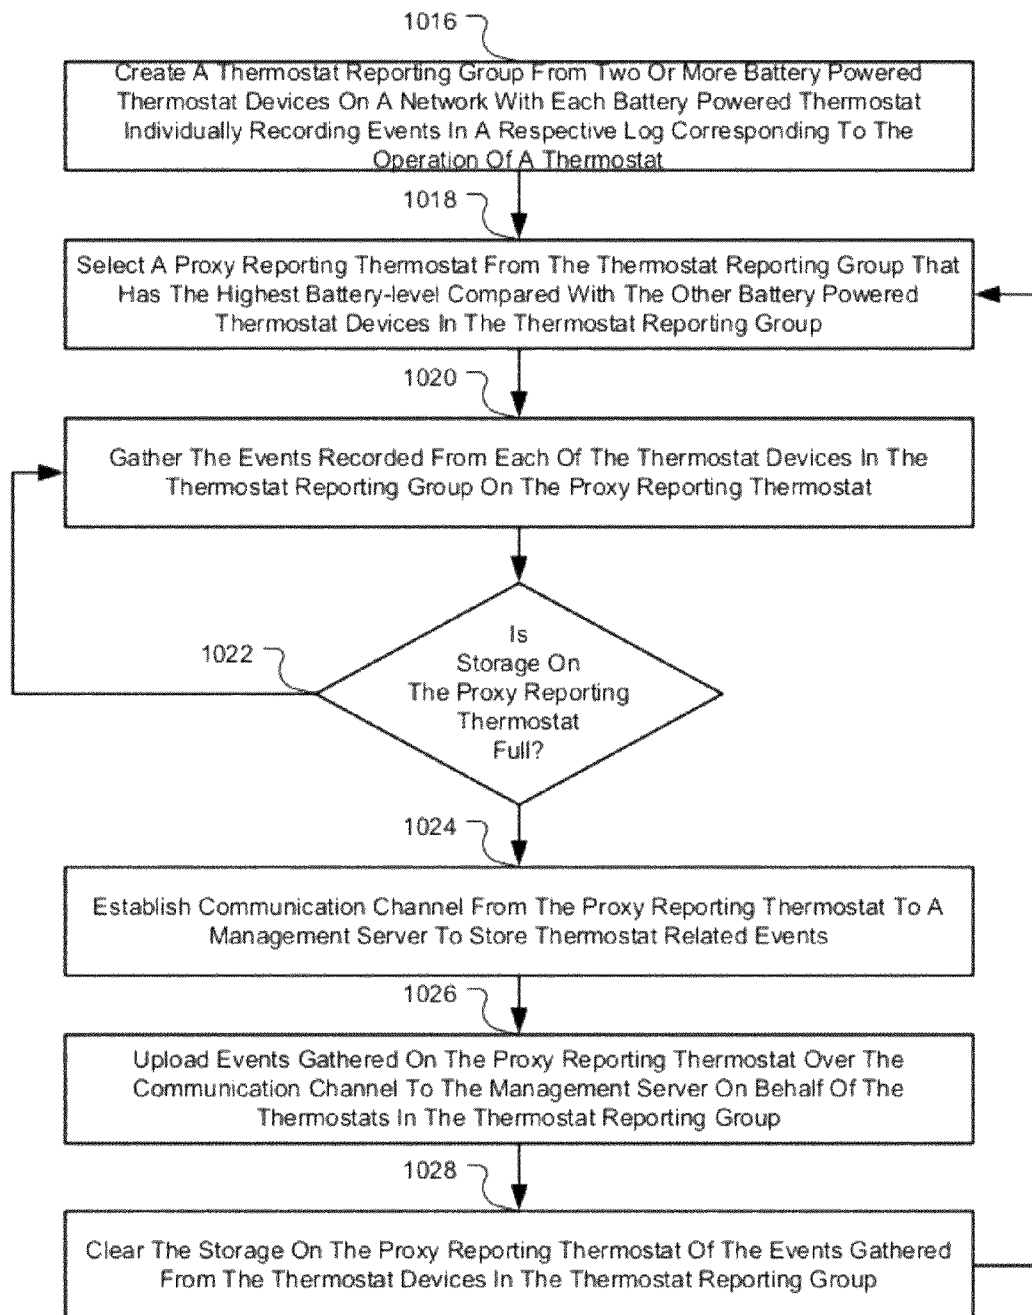 1016
Create A Thermostat Reporting Group From Two Or More Battery Powered
Thermostat Devices On A Network With Each Battery Powered Thermostat
Individually Recording Events In A Respective Log Corresponding To The
Operation Of A Thermostat
1018
Select A Proxy Reporting Thermostat From The Thermostat Reporting Group That
Has The Highest Battery-level Compared With The Other Battery Powered
Thermostat Devices In The Thermostat Reporting Group
1020
Gather The Events Recorded From Each Of The Thermostat Devices In The
Thermostat Reporting Group On The Proxy Reporting Thermostat
1022
Is
Storage On
The Proxy Reporting
Thermostat
Full?
1024
Establish Communication Channel From The Proxy Reporting Thermostat To A
Management Server To Store Thermostat Related Events
1026
Upload Events Gathered On The Proxy Reporting Thermostat Over The
Communication Channel To The Management Server On Behalf Of The
Thermostats In The Thermostat Reporting Group
1028
Clear The Storage On The Proxy Reporting Thermostat Of The Events Gathered
From The Thermostat Devices In The Thermostat Reporting Group